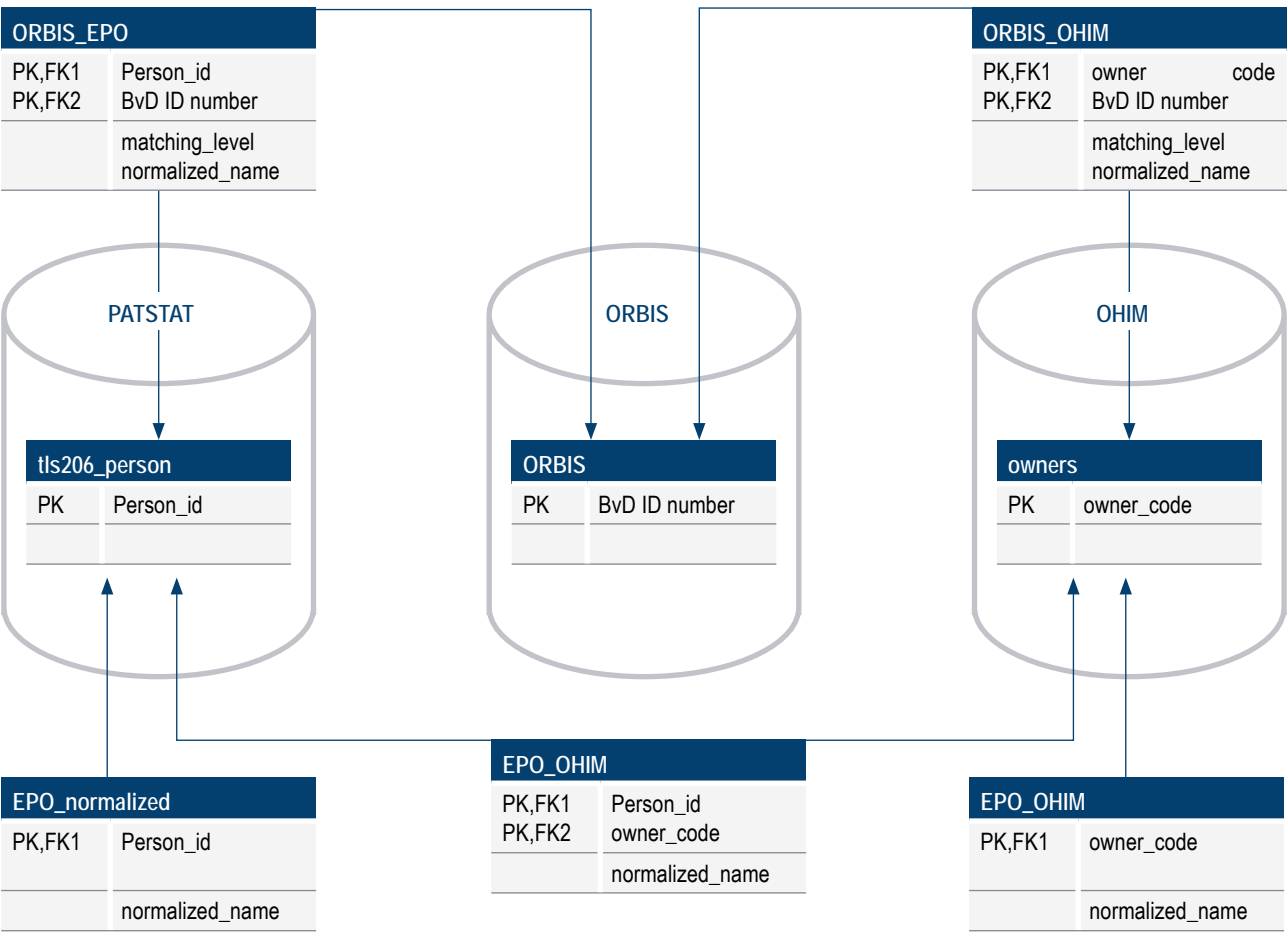 ORBIS_EPO
PK,FK1 Person_id
PK,FK2 BvD ID number
matching_level
normalized_name
ORBIS_OHIM
PK,FK1 owner code
PK,FK2 BvD ID number
matching_level
normalized_name
PATSTAT
ORBIS
OHIM
tls206_person
PK Person_id
ORBIS
PK BvD ID number
owners
PK owner_code
EPO_normalized
PK,FK1 Person_id
normalized_name
EPO_OHIM
PK,FK1 Person_id
PK,FK2 owner_code
normalized_name
EPO_OHIM
PK,FK1 owner_code
normalized_name